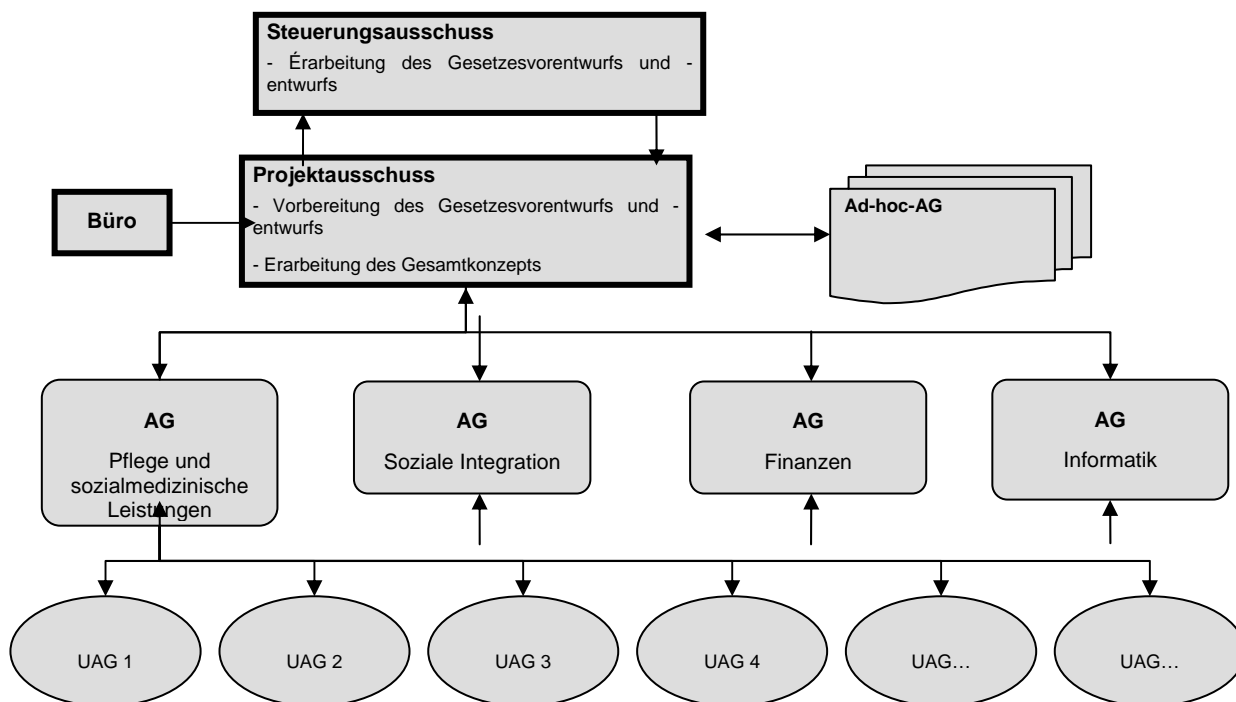 Steuerungsausschuss
- Érarbeitung des Gesetzesvorentwurfs und -
entwurfs
Projektausschuss
- Vorbereitung des Gesetzesvorentwurfs und -
entwurfs
- Erarbeitung des Gesamtkonzepts
Büro
Ad-hoc-AG
AG
Pflege und
sozialmedizinische
Leistungen
AG
Soziale Integration
AG
Finanzen
AG
Informatik
UAG 1
UAG 2
UAG 3
UAG 4
UAG…
UAG…